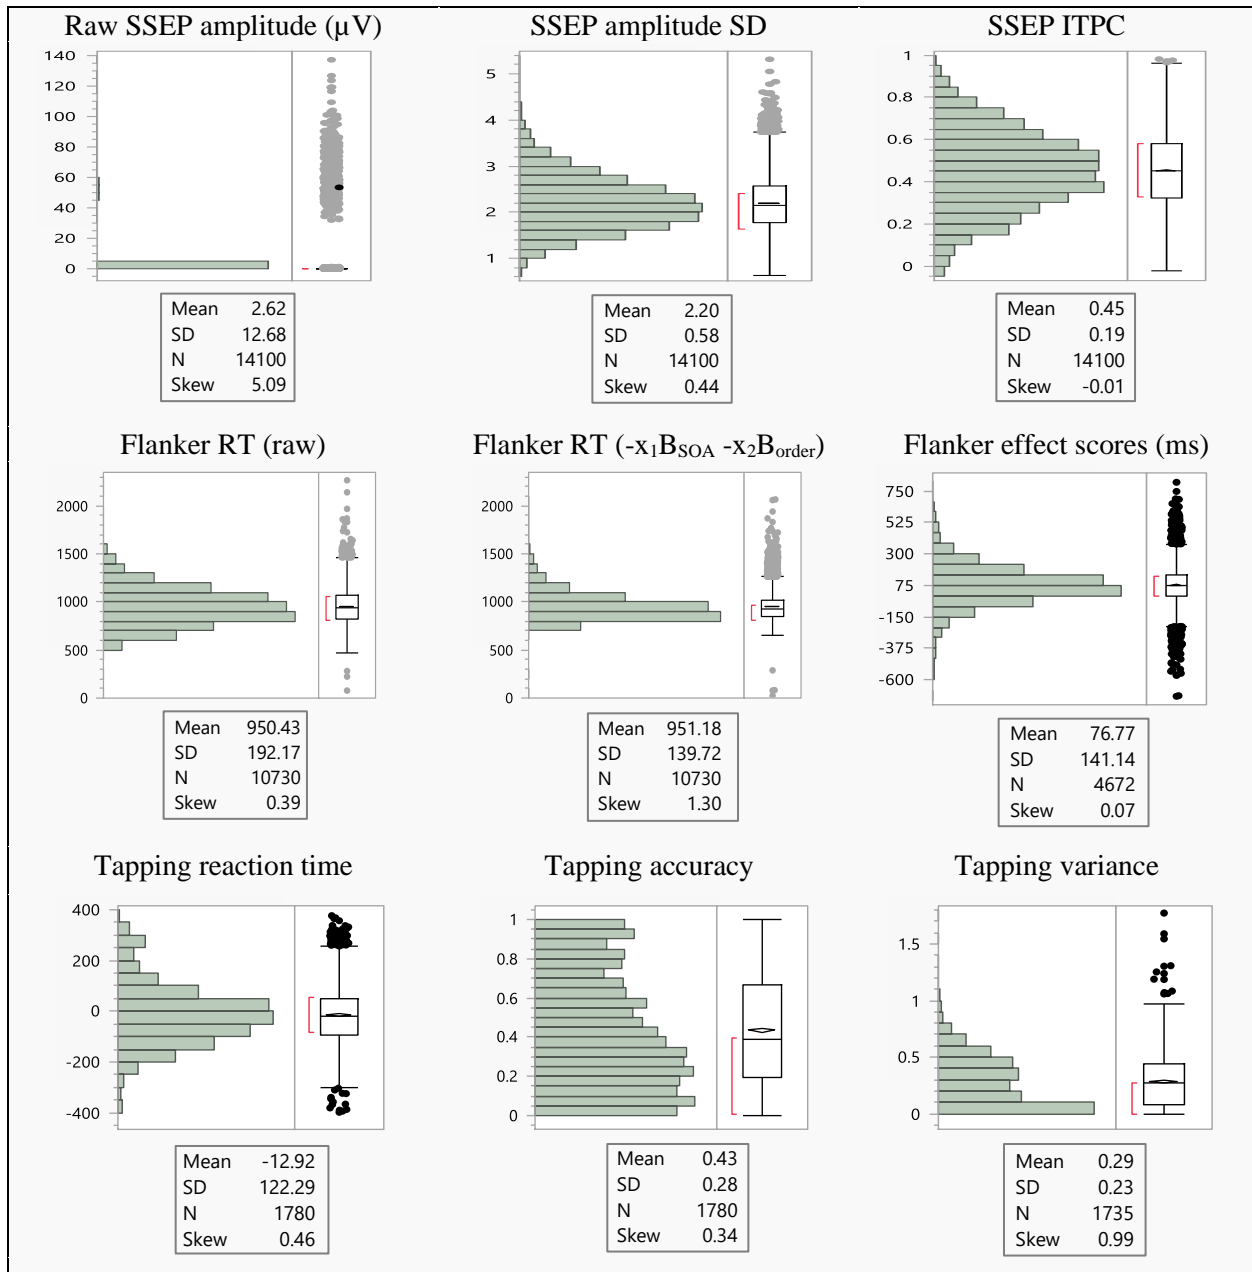 Raw SSEP amplitude (µV) SSEP amplitude SD SSEP ITPC
140
120
100
80
60
40
20
0
5
4
3
2
1
1
0.8
0.6
0.4
0.2
0
Mean 2.62
SD 12.68
N 14100
Skew 5.09
Mean 2.20
SD 0.58
N 14100
Skew 0.44
Mean 0.45
SD 0.19
N 14100
Skew -0.01
Flanker RT (raw) Flanker RT (-x₁B_SOA -x₂B_order) Flanker effect scores (ms)
2000
1500
1000
500
0
2000
1500
1000
500
0
750
525
300
75
-150
-375
-600
Mean 950.43
SD 192.17
N 10730
Skew 0.39
Mean 951.18
SD 139.72
N 10730
Skew 1.30
Mean 76.77
SD 141.14
N 4672
Skew 0.07
Tapping reaction time Tapping accuracy Tapping variance
400
200
0
-200
-400
1
0.8
0.6
0.4
0.2
0
1.5
1
0.5
0
Mean -12.92
SD 122.29
N 1780
Skew 0.46
Mean 0.43
SD 0.28
N 1780
Skew 0.34
Mean 0.29
SD 0.23
N 1735
Skew 0.99